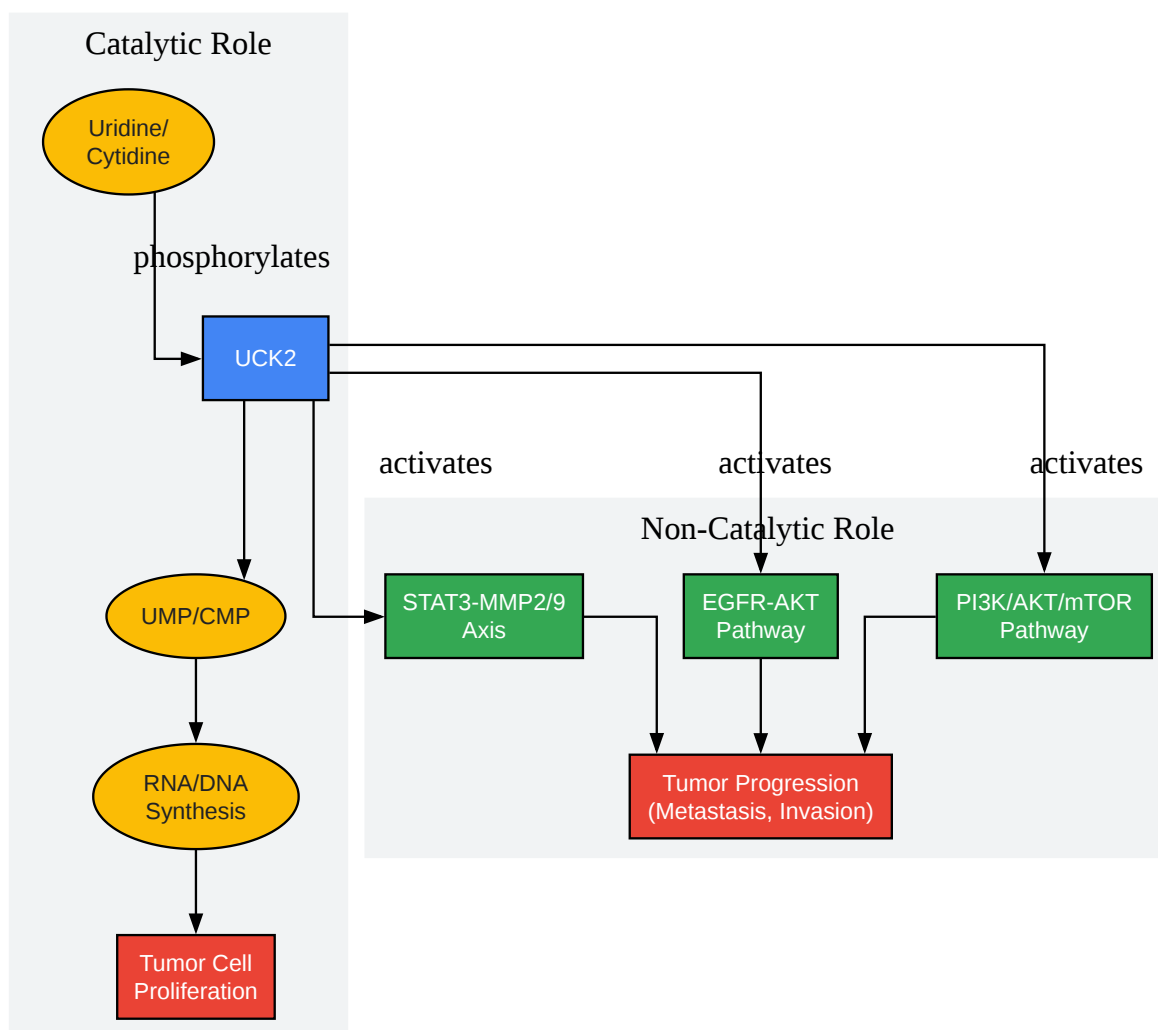 Catalytic Role
Uridine/
Cytidine
phosphorylates
UCK2
activates
activates
activates
Non-Catalytic Role
UMP/CMP
STAT3-MMP2/9
Axis
EGFR-AKT
Pathway
PI3K/AKT/mTOR
Pathway
RNA/DNA
Synthesis
Tumor Progression
(Metastasis, Invasion)
Tumor Cell
Proliferation